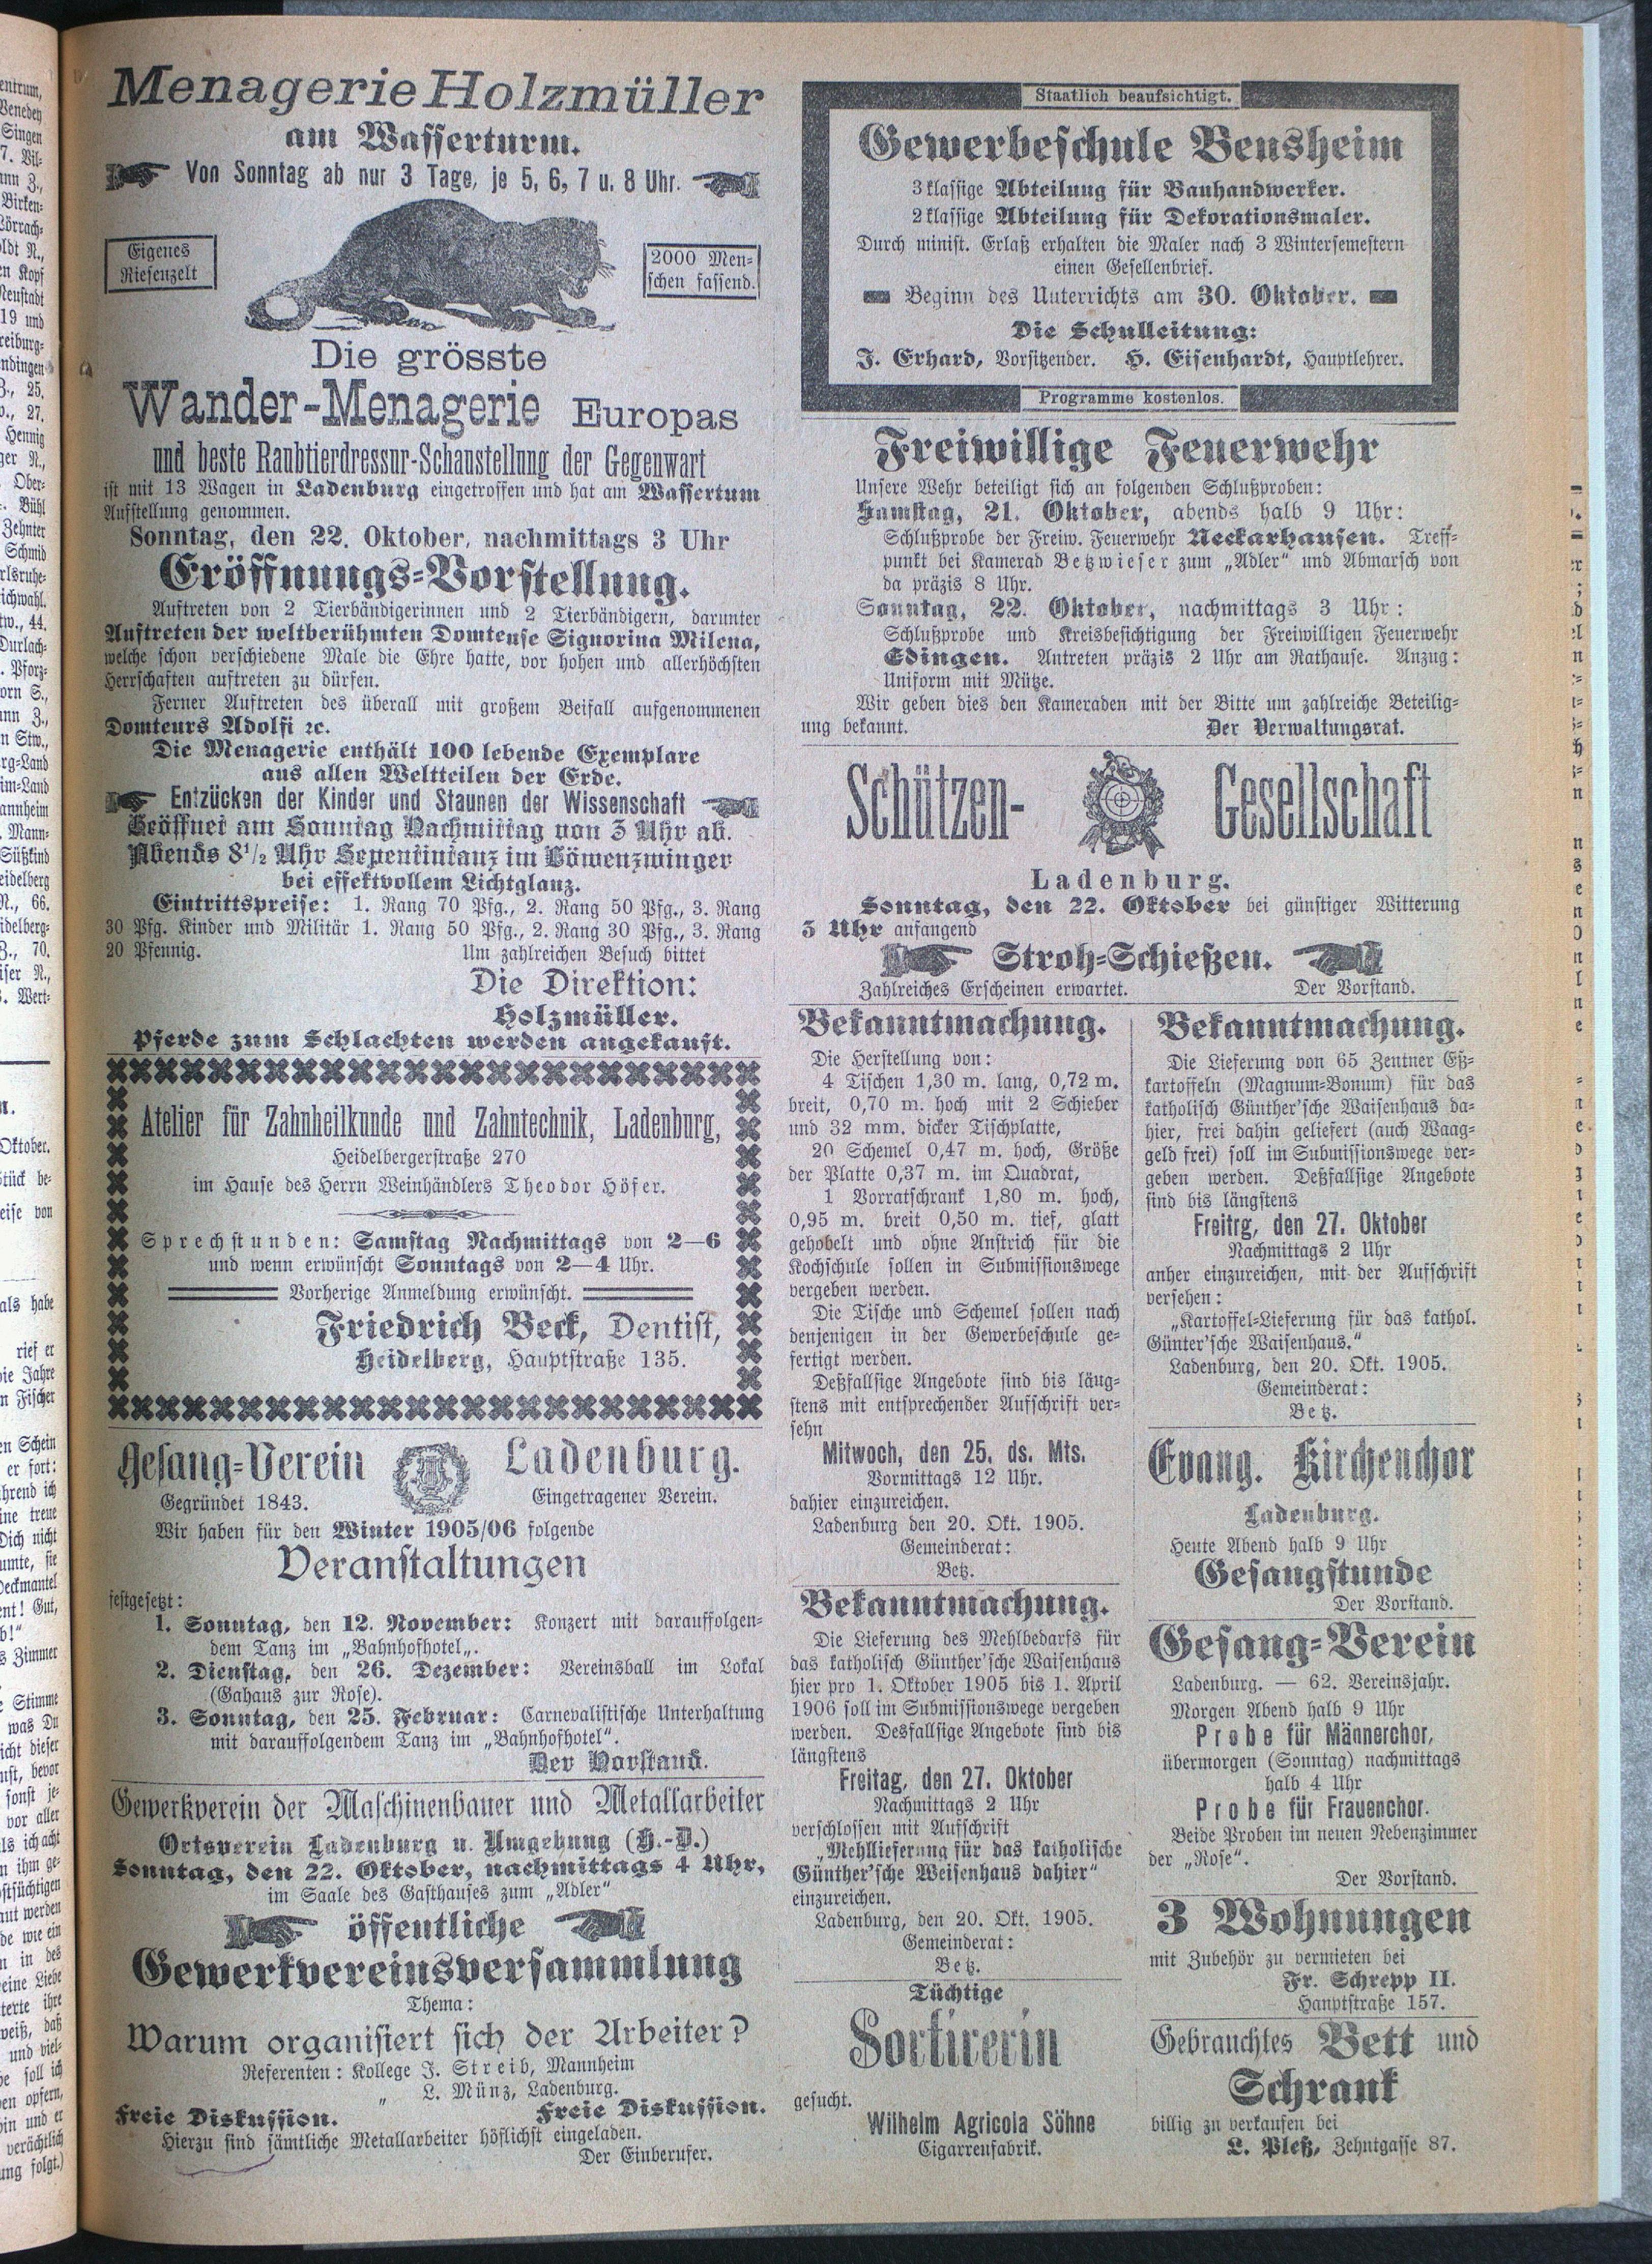 Menagerie Holzmüller
am Wasserturm.
Von Sonntag ab nur 3 Tage, je 5, 6, 7 u. 8 Uhr.
Eigenes
Riesenzelt
2000 Men-
schen fassend.
Die grösste
Wander-Menagerie Europas
und beste Raubtierdressur-Schaustellung der Gegenwart
ist mit 13 Wagen in Ladenburg eingetroffen und hat am Wassertum
Aufstellung genommen.
Sonntag, den 22. Oktober, nachmittags 3 Uhr
Eröffnungs-Vorstellung.
Auftreten von 2 Tierbändigerinnen und 2 Tierbändigern, darunter
Auftreten der weltberühmten Domteuse Signorina Milena,
welche schon verschiedene Male die Ehre hatte, vor hohen und allerhöchsten
Herrschaften auftreten zu dürfen.
Ferner Auftreten des überall mit großem Beifall aufgenommenen
Domteurs Adolfi ꝛc.
Die Menagerie enthält 100 lebende Exemplare
aus allen Weltteilen der Erde.
Entzücken der Kinder und Staunen der Wissenschaft
Geöffnet am Sonntag Nachmittag von 3 Uhr ab.
Abends 8½ Uhr Sepentintanz im Löwenzwinger
bei effektvollem Lichtglanz.
Eintrittspreise: 1. Rang 70 Pfg., 2. Rang 50 Pfg., 3. Rang
30 Pfg. Kinder und Militär 1. Rang 50 Pfg., 2. Rang 30 Pfg., 3. Rang
20 Pfennig. Um zahlreichen Besuch bittet
Die Direktion:
Holzmüller.
Pferde zum Schlachten werden angekauft.
Atelier für Zahnheilkunde und Zahntechnik, Ladenburg,
Heidelbergerstraße 270
im Hause des Herrn Weinhändlers Theodor Höfer.
Sprechstunden: Samstag Nachmittags von 2—6
und wenn erwünscht Sonntags von 2—4 Uhr.
Vorherige Anmeldung erwünscht.
Friedrich Beck, Dentist,
Heidelberg, Hauptstraße 135.
Gesang-Verein Ladenburg.
Gegründet 1843. Eingetragener Verein.
Wir haben für den Winter 1905/06 folgende
Veranstaltungen
festgesetzt:
1. Sonntag, den 12. November: Konzert mit darauffolgen-
dem Tanz im „Bahnhofhotel„.
2. Dienstag, den 26. Dezember: Vereinsball im Lokal
(Gahaus zur Rose).
3. Sonntag, den 25. Februar: Carnevalistische Unterhaltung
mit darauffolgendem Tanz im „Bahnhofhotel“.
Der Vorstand.
Gewerkverein der Maschinenbauer und Metallarbeiter
Ortsverein Ladenburg u. Umgebung (H.-D.)
Sonntag, den 22. Oktober, nachmittags 4 Uhr,
im Saale des Gasthauses zum „Adler“
öffentliche
Gewerkvereinsversammlung
Thema:
Warum organisiert sich der Arbeiter?
Referenten: Kollege J. Streib, Mannheim
„ L. Münz, Ladenburg.
Freie Diskussion. Freie Diskussion.
Hierzu sind sämtliche Metallarbeiter höflichst eingeladen.
Der Einberufer.
Staatlich beaufsichtigt.
Gewerbeschule Bensheim
3klassige Abteilung für Bauhandwerker.
2klassige Abteilung für Dekorationsmaler.
Durch minist. Erlaß erhalten die Maler nach 3 Wintersemestern
einen Gesellenbrief.
Beginn des Unterrichts am 30. Oktober.
Die Schulleitung:
J. Erhard, Vorsitzender. H. Eisenhardt, Hauptlehrer.
Programme kostenlos.
Freiwillige Feuerwehr
Unsere Wehr beteiligt sich an folgenden Schlußproben:
Samstag, 21. Oktober, abends halb 9 Uhr:
Schlußprobe der Freiw. Feuerwehr Neckarhausen. Treff-
punkt bei Kamerad Betzwieser zum „Adler“ und Abmarsch von
da präzis 8 Uhr.
Sonntag, 22. Oktober, nachmittags 3 Uhr:
Schlußprobe und Kreisbesichtigung der Freiwilligen Feuerwehr
Edingen. Antreten präzis 2 Uhr am Rathause. Anzug:
Uniform mit Mütze.
Wir geben dies den Kameraden mit der Bitte um zahlreiche Beteilig-
ung bekannt. Der Verwaltungsrat.
Schützen- Gesellschaft
Ladenburg.
Sonntag, den 22. Oktober bei günstiger Witterung
3 Uhr anfangend
Stroh-Schießen.
Zahlreiches Erscheinen erwartet. Der Vorstand.
Bekanntmachung.
Die Herstellung von:
4 Tischen 1,30 m. lang, 0,72 m.
breit, 0,70 m. hoch mit 2 Schieber
und 32 mm. dicker Tischplatte,
20 Schemel 0,47 m. hoch, Größe
der Platte 0,37 m. im Quadrat,
1 Vorratschrank 1,80 m. hoch,
0,95 m. breit 0,50 m. tief, glatt
gehobelt und ohne Anstrich für die
Kochschule sollen in Submissionswege
vergeben werden.
Die Tische und Schemel sollen nach
denjenigen in der Gewerbeschule ge-
fertigt werden.
Deßfallsige Angebote sind bis läng-
stens mit entsprechender Aufschrift ver-
sehn
Mitwoch, den 25. ds. Mts.
Vormittags 12 Uhr.
dahier einzureichen.
Ladenburg den 20. Okt. 1905.
Gemeinderat:
Betz.
Bekanntmachung.
Die Lieferung des Mehlbedarfs für
das katholisch Günther'sche Waisenhaus
hier pro 1. Oktober 1905 bis 1. April
1906 soll im Submissionswege vergeben
werden. Desfallsige Angebote sind bis
längstens
Freitag, den 27. Oktober
Nachmittags 2 Uhr
verschlossen mit Aufschrift
„Mehllieferung für das katholische
Günther'sche Weisenhaus dahier“
einzureichen.
Ladenburg, den 20. Okt. 1905.
Gemeinderat:
Betz.
Tüchtige
Sortirerin
gesucht.
Wilhelm Agricola Söhne
Cigarrenfabrik.
Bekanntmachung.
Die Lieferung von 65 Zentner Eß-
kartoffeln (Magnum-Bonum) für das
katholisch Günther'sche Waisenhaus da-
hier, frei dahin geliefert (auch Waag-
geld frei) soll im Submissionswege ver-
geben werden. Deßfallsige Angebote
sind bis längstens
Freitrg, den 27. Oktober
Nachmittags 2 Uhr
anher einzureichen, mit der Aufschrift
versehen:
„Kartoffel-Lieferung für das kathol.
Günter'sche Waisenhaus.“
Ladenburg, den 20. Okt. 1905.
Gemeinderat:
Betz.
Evang. Kirchenchor
Ladenburg.
Heute Abend halb 9 Uhr
Gesangstunde
Der Vorstand.
Gesang-Verein
Ladenburg. — 62. Vereinsjahr.
Morgen Abend halb 9 Uhr
Probe für Männerchor,
übermorgen (Sonntag) nachmittags
halb 4 Uhr
Probe für Frauenchor.
Beide Proben im neuen Nebenzimmer
der „Rose“.
Der Vorstand.
3 Wohnungen
mit Zubehör zu vermieten bei
Fr. Schrepp II.
Hauptstraße 157.
Gebrauchtes Bett und
Schrank
billig zu verkaufen bei
L. Pleß, Zehntgasse 87.